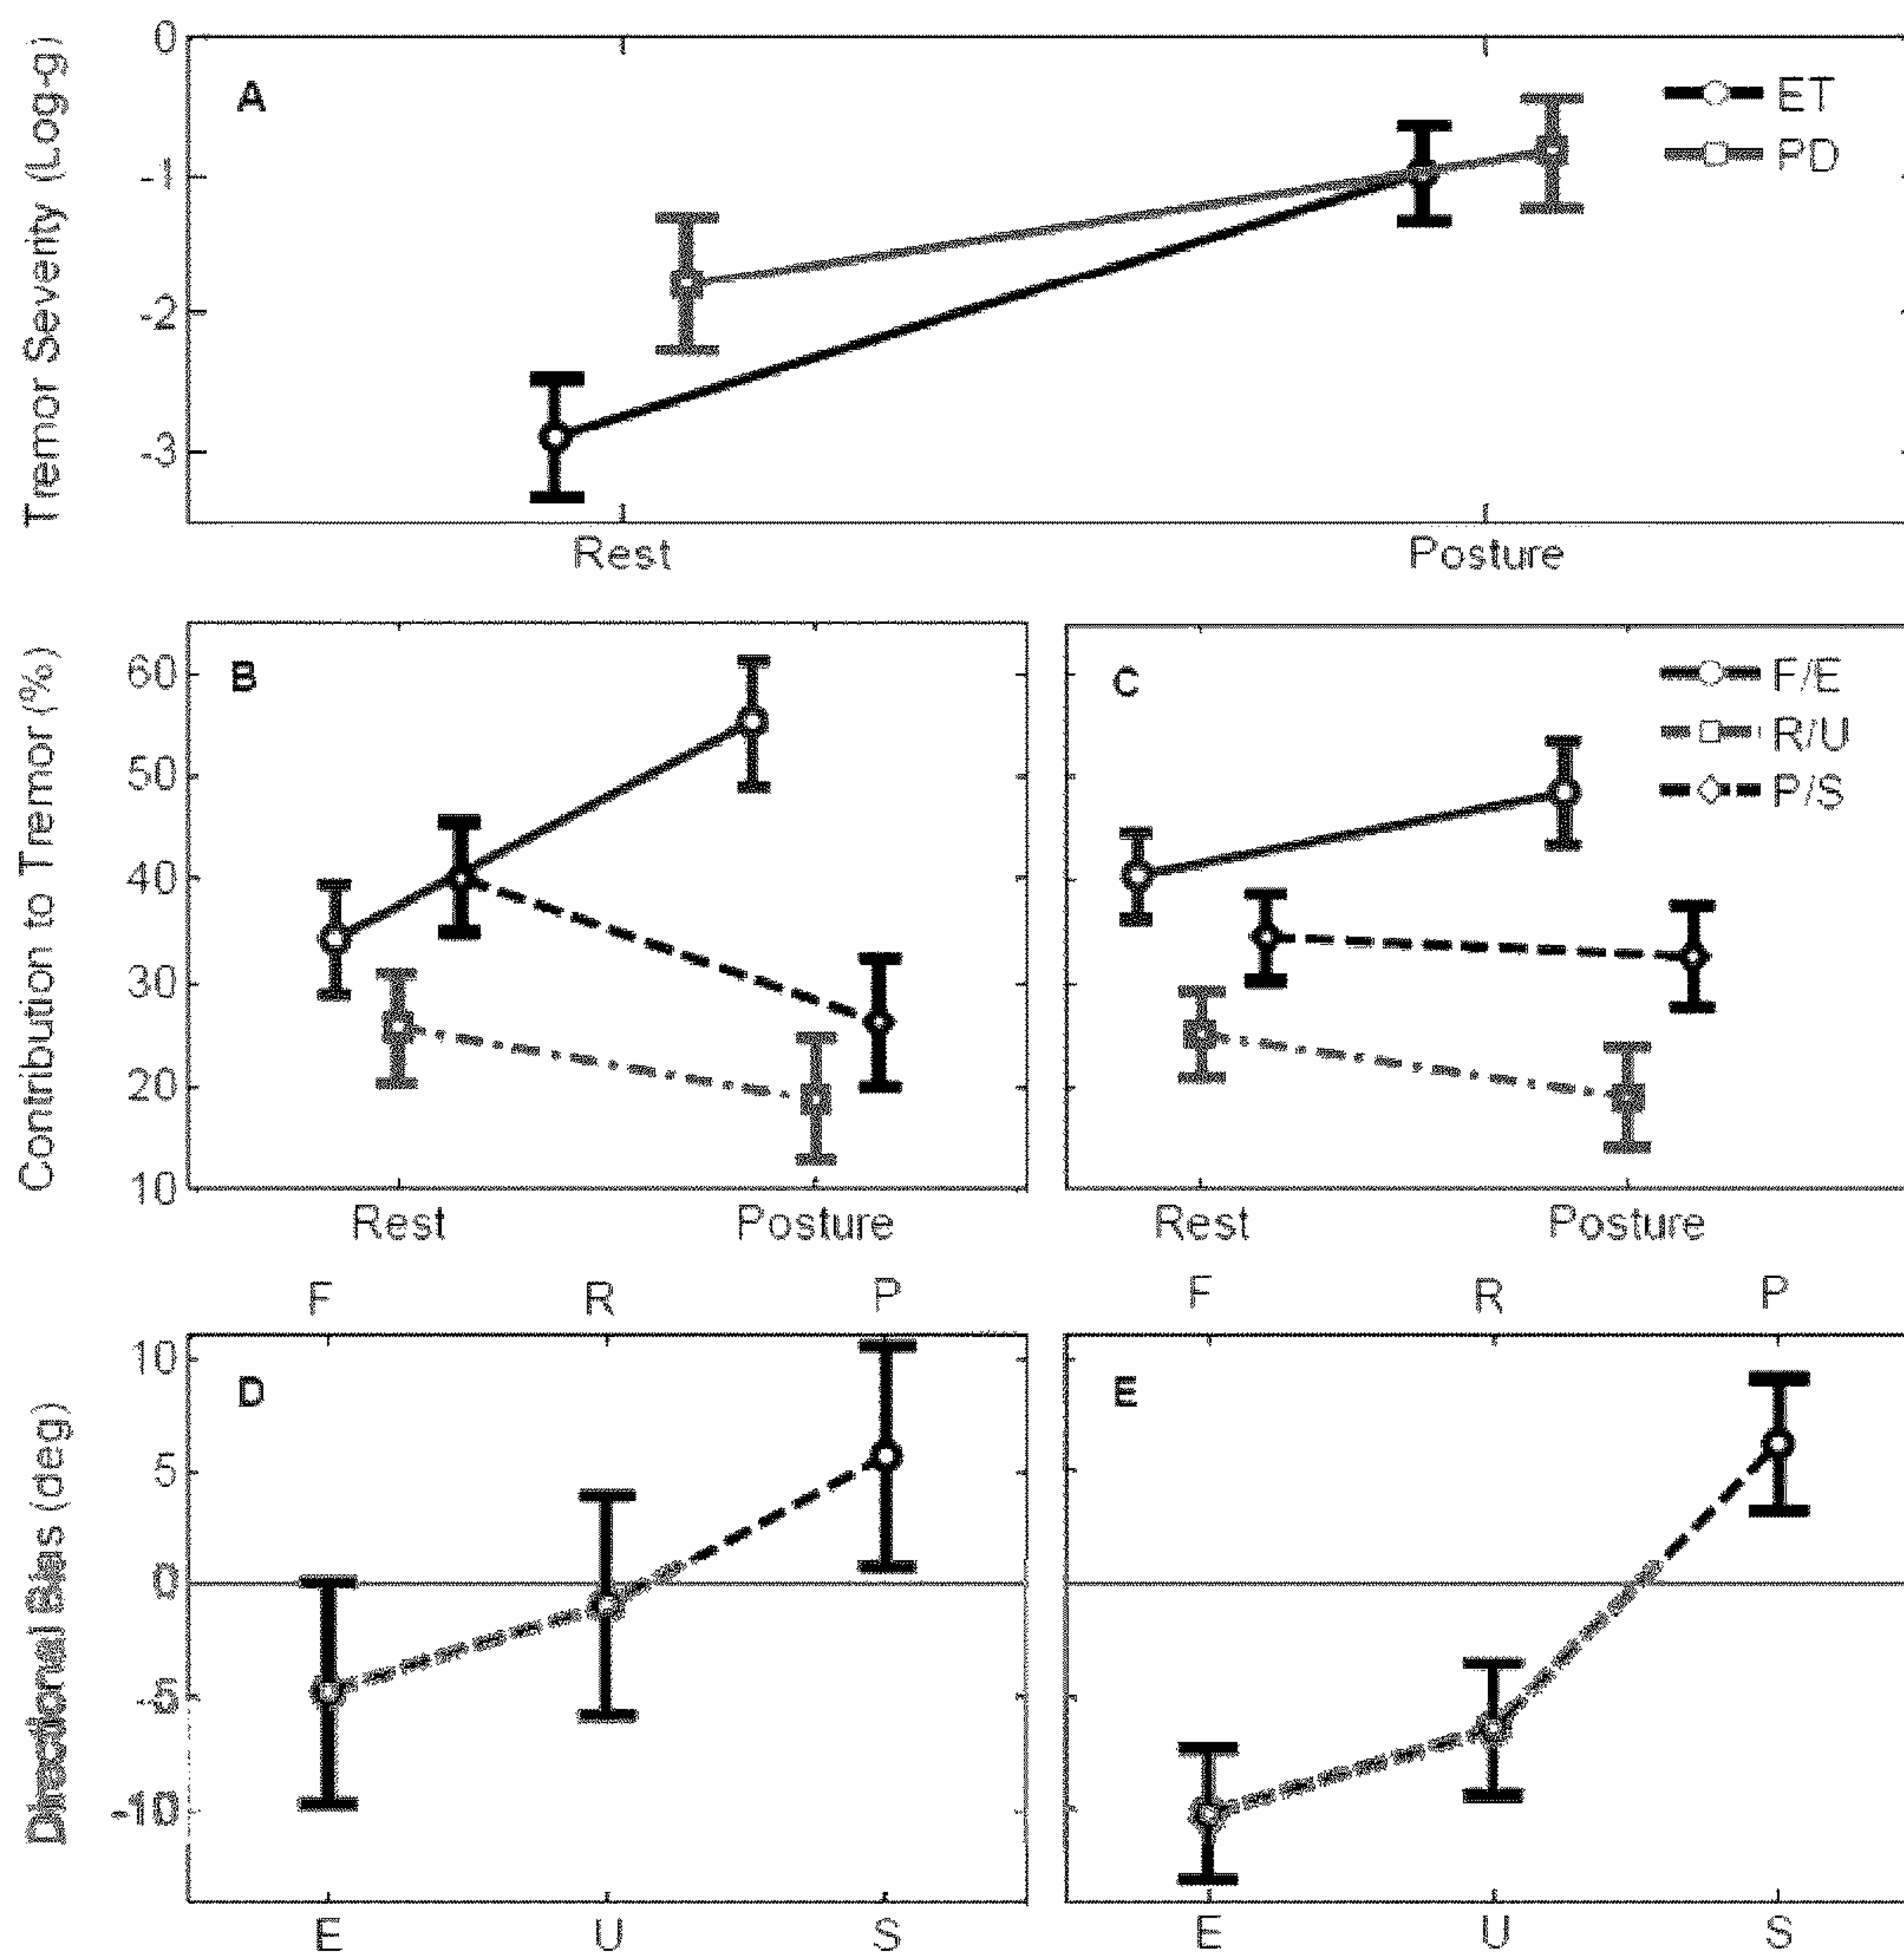 Tremor Severity (Log-g)
0
-1
-2
-3
A
ET
PD
Rest
Posture
Contribution to Tremor (%)
60
50
40
30
20
10
B
C
F/E
R/U
P/S
Rest
Posture
Rest
Posture
F
R
P
F
R
P
Directional Bias (deg)
10
5
0
-5
-10
D
E
E
U
S
E
U
S